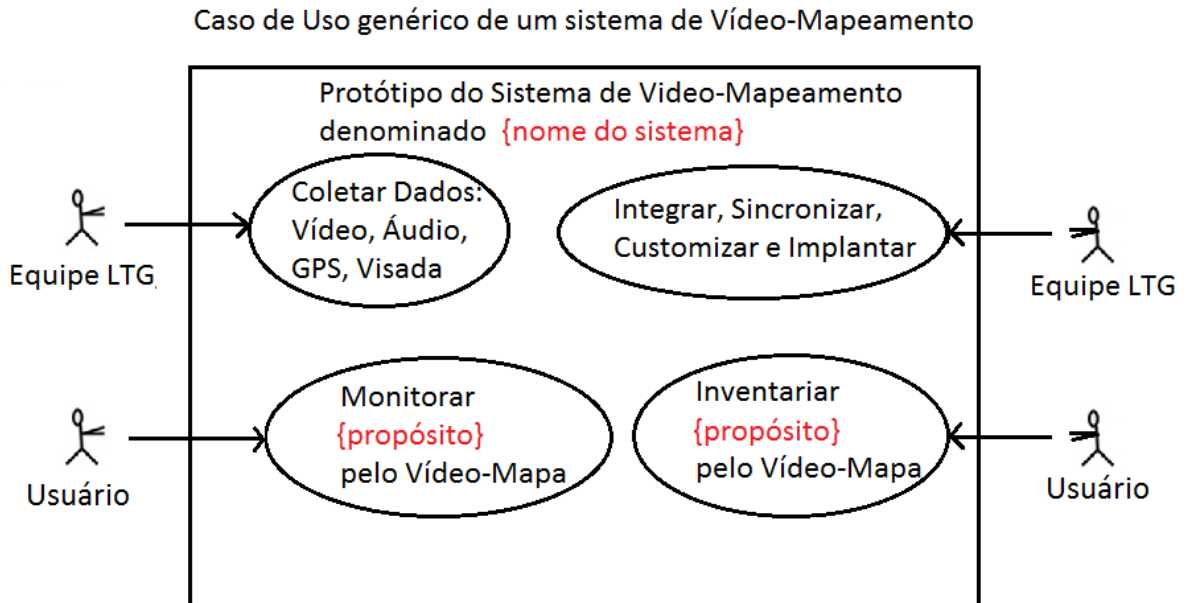 Caso de Uso genérico de um sistema de Vídeo-Mapeamento
Protótipo do Sistema de Video-Mapeamento
denominado {nome do sistema}
Coletar Dados:
Vídeo, Áudio,
GPS, Visada
Integrar, Sincronizar,
Customizar e Implantar
Equipe LTG
Equipe LTG
Monitorar
{propósito}
pelo Vídeo-Mapa
Inventariar
{propósito}
pelo Vídeo-Mapa
Usuário
Usuário